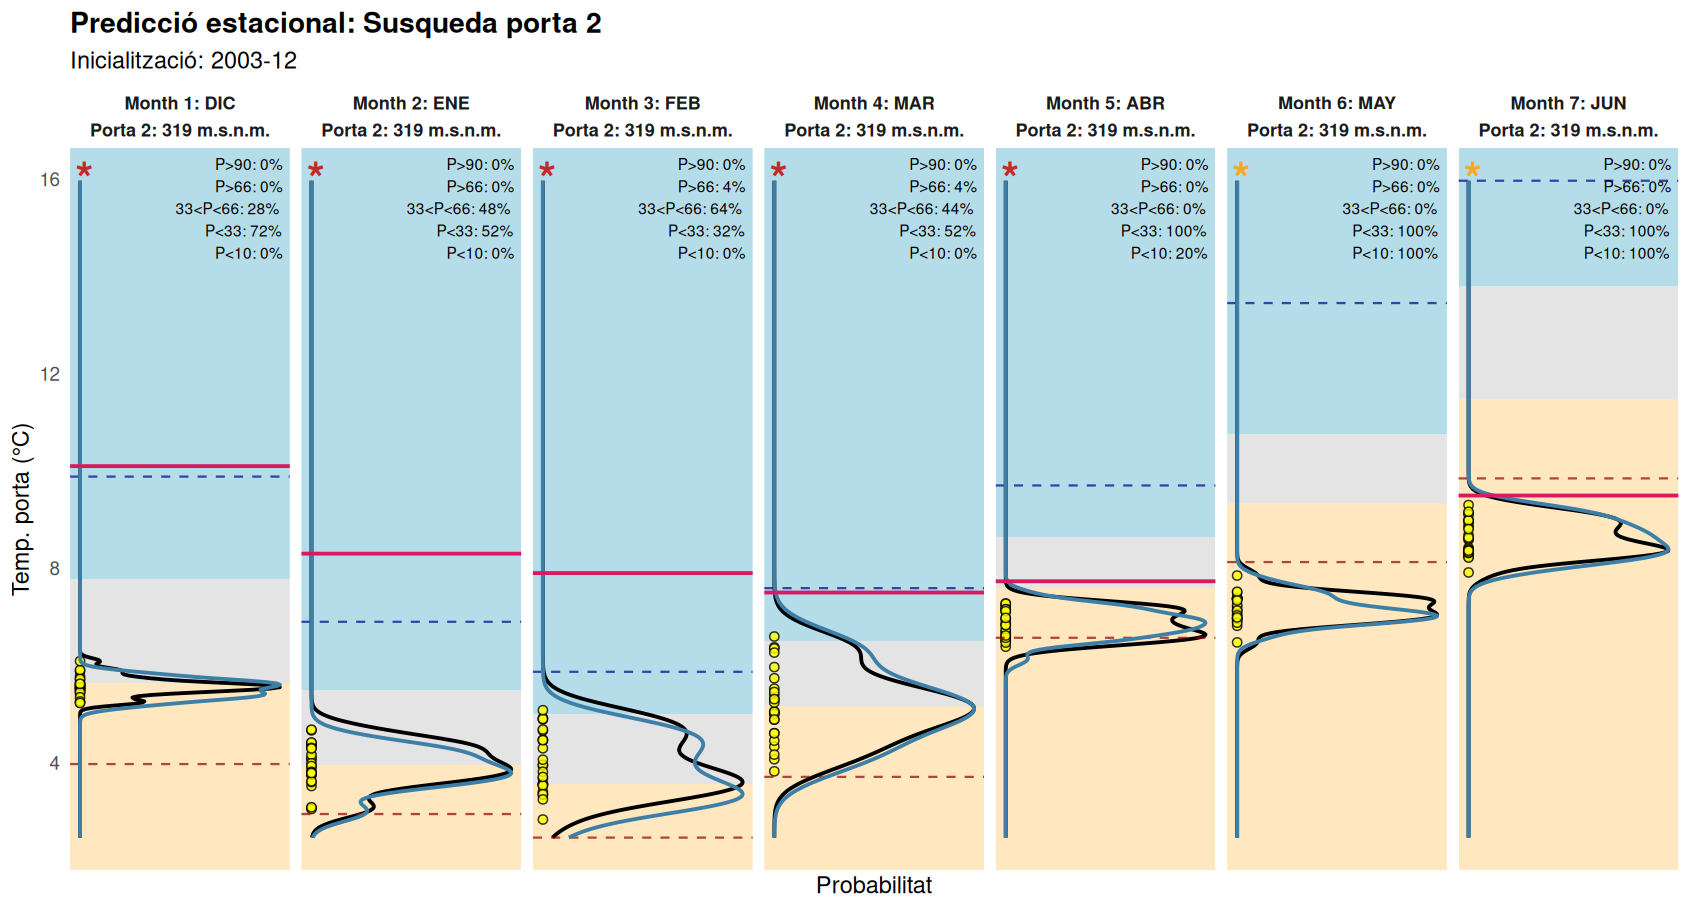 Predicció estacional: Susqueda porta 2
Inicialització: 2003-12
Month 1: DIC
Porta 2: 319 m.s.n.m.
Month 2: ENE
Porta 2: 319 m.s.n.m.
Month 3: FEB
Porta 2: 319 m.s.n.m.
Month 4: MAR
Porta 2: 319 m.s.n.m.
Month 5: ABR
Porta 2: 319 m.s.n.m.
Month 6: MAY
Porta 2: 319 m.s.n.m.
Month 7: JUN
Porta 2: 319 m.s.n.m.
*
P>90: 0%
P>66: 0%
33<P<66: 28%
P<33: 72%
P<10: 0%
*
P>90: 0%
P>66: 0%
33<P<66: 48%
P<33: 52%
P<10: 0%
*
P>90: 0%
P>66: 4%
33<P<66: 64%
P<33: 32%
P<10: 0%
*
P>90: 0%
P>66: 4%
33<P<66: 44%
P<33: 52%
P<10: 0%
*
P>90: 0%
P>66: 0%
33<P<66: 0%
P<33: 100%
P<10: 20%
*
P>90: 0%
P>66: 0%
33<P<66: 0%
P<33: 100%
P<10: 100%
*
P>90: 0%
P>66: 0%
33<P<66: 0%
P<33: 100%
P<10: 100%
16
12
8
4
Temp. porta (°C)
Probabilitat